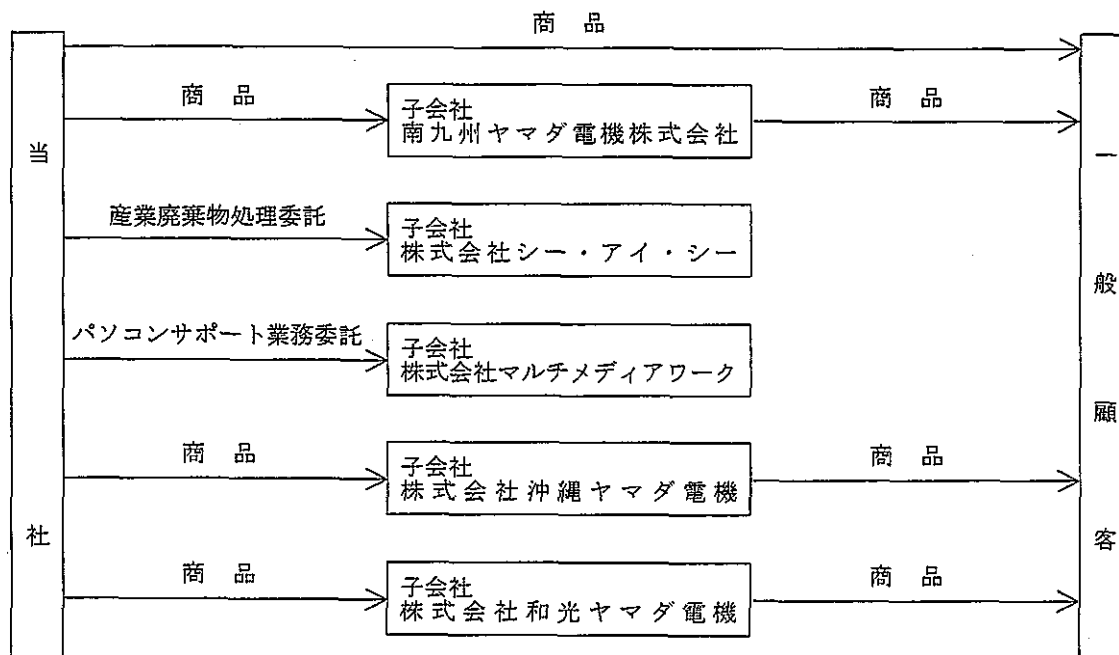 商品
商品
子会社
南九州ヤマダ電機株式会社
商品
産業廃棄物処理委託
子会社
株式会社シー・アイ・シー
パソコンサポート業務委託
子会社
株式会社マルチメディアワーク
商品
子会社
株式会社沖縄ヤマダ電機
商品
商品
子会社
株式会社和光ヤマダ電機
商品
当社
一般顧客